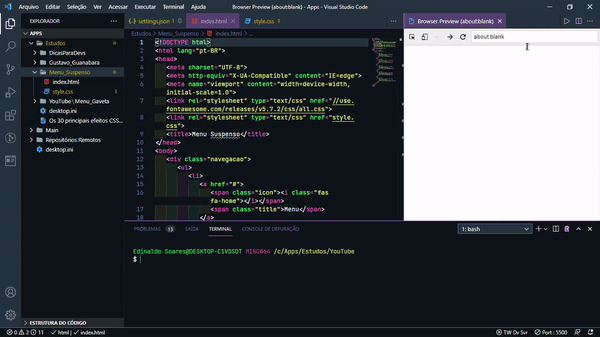 Arquivo Editar Seleção Ver Acessar Executar Terminal Ajuda Browser Preview (about:blank) - Apps - Visual Studio Code
EXPLORADOR
APPS
Estudos
DicasParaDevs
Gustavo_Guanabara
Menu_Suspenso
index.html
style.css
YouTube \ Menu_Gaveta
desktop.ini
Os 30 principais efeitos CSS...
Main
Repositórios Remotos
desktop.ini
ESTRUTURA DO CÓDIGO
settings.json index.html style.css
Estudos > Menu_Suspenso > index.html > ...
1 <!DOCTYPE html>
2 <html lang="pt-BR">
3 <head>
4 <meta charset="UTF-8">
5 <meta http-equiv="X-UA-Compatible" content="IE=edge">
6 <meta name="viewport" content="width=device-width,
initial-scale=1.0">
7 <link rel="stylesheet" type="text/css" href="//use.
fontawesome.com/releases/v5.7.2/css/all.css">
8 <link rel="stylesheet" type="text/css" href="style.
css">
9 <title>Menu Suspenso</title>
10 </head>
11 <body>
12 <div class="navegacao">
13 <ul>
14 <li>
15 <a href="#">
16 <span class="icon"><i class="fas
fa-home"></i></span>
17 <span class="title">Menu</span>
18 </a>
Browser Preview (about:blank)
about:blank
PROBLEMAS 13 SAÍDA TERMINAL CONSOLE DE DEPURAÇÃO
1: bash
Edinaldo Soares@DESKTOP-C1VDSDT MINGW64 /c/Apps/Estudos/YouTube
$
0 2 11 html index.html TW Dv Svr Port : 5500